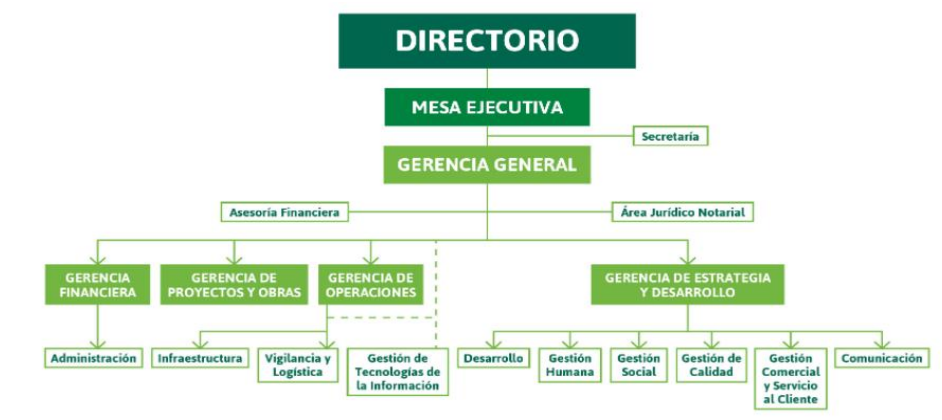 DIRECTORIO
MESA EJECUTIVA
Secretaría
GERENCIA GENERAL
Asesoría Financiera
Área Jurídico Notarial
GERENCIA
FINANCIERA
GERENCIA DE
PROYECTOS Y OBRAS
GERENCIA DE
OPERACIONES
GERENCIA DE ESTRATEGIA
Y DESARROLLO
Administración
Infraestructura
Vigilancia y
Logística
Gestión de
Tecnologías de
la Información
Desarrollo
Gestión
Humana
Gestión
Social
Gestión de
Calidad
Gestión
Comercial
y Servicio
al Cliente
Comunicación